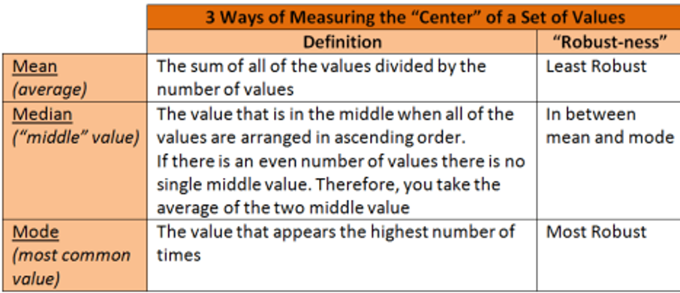 3 Ways of Measuring the “Center” of a Set of Values
Definition
“Robust-ness”
Mean
(average)
The sum of all of the values divided by the
number of values
Least Robust
Median
(“middle” value)
The value that is in the middle when all of the
values are arranged in ascending order.
If there is an even number of values there is no
single middle value. Therefore, you take the
average of the two middle value
In between
mean and mode
Mode
(most common
value)
The value that appears the highest number of
times
Most Robust